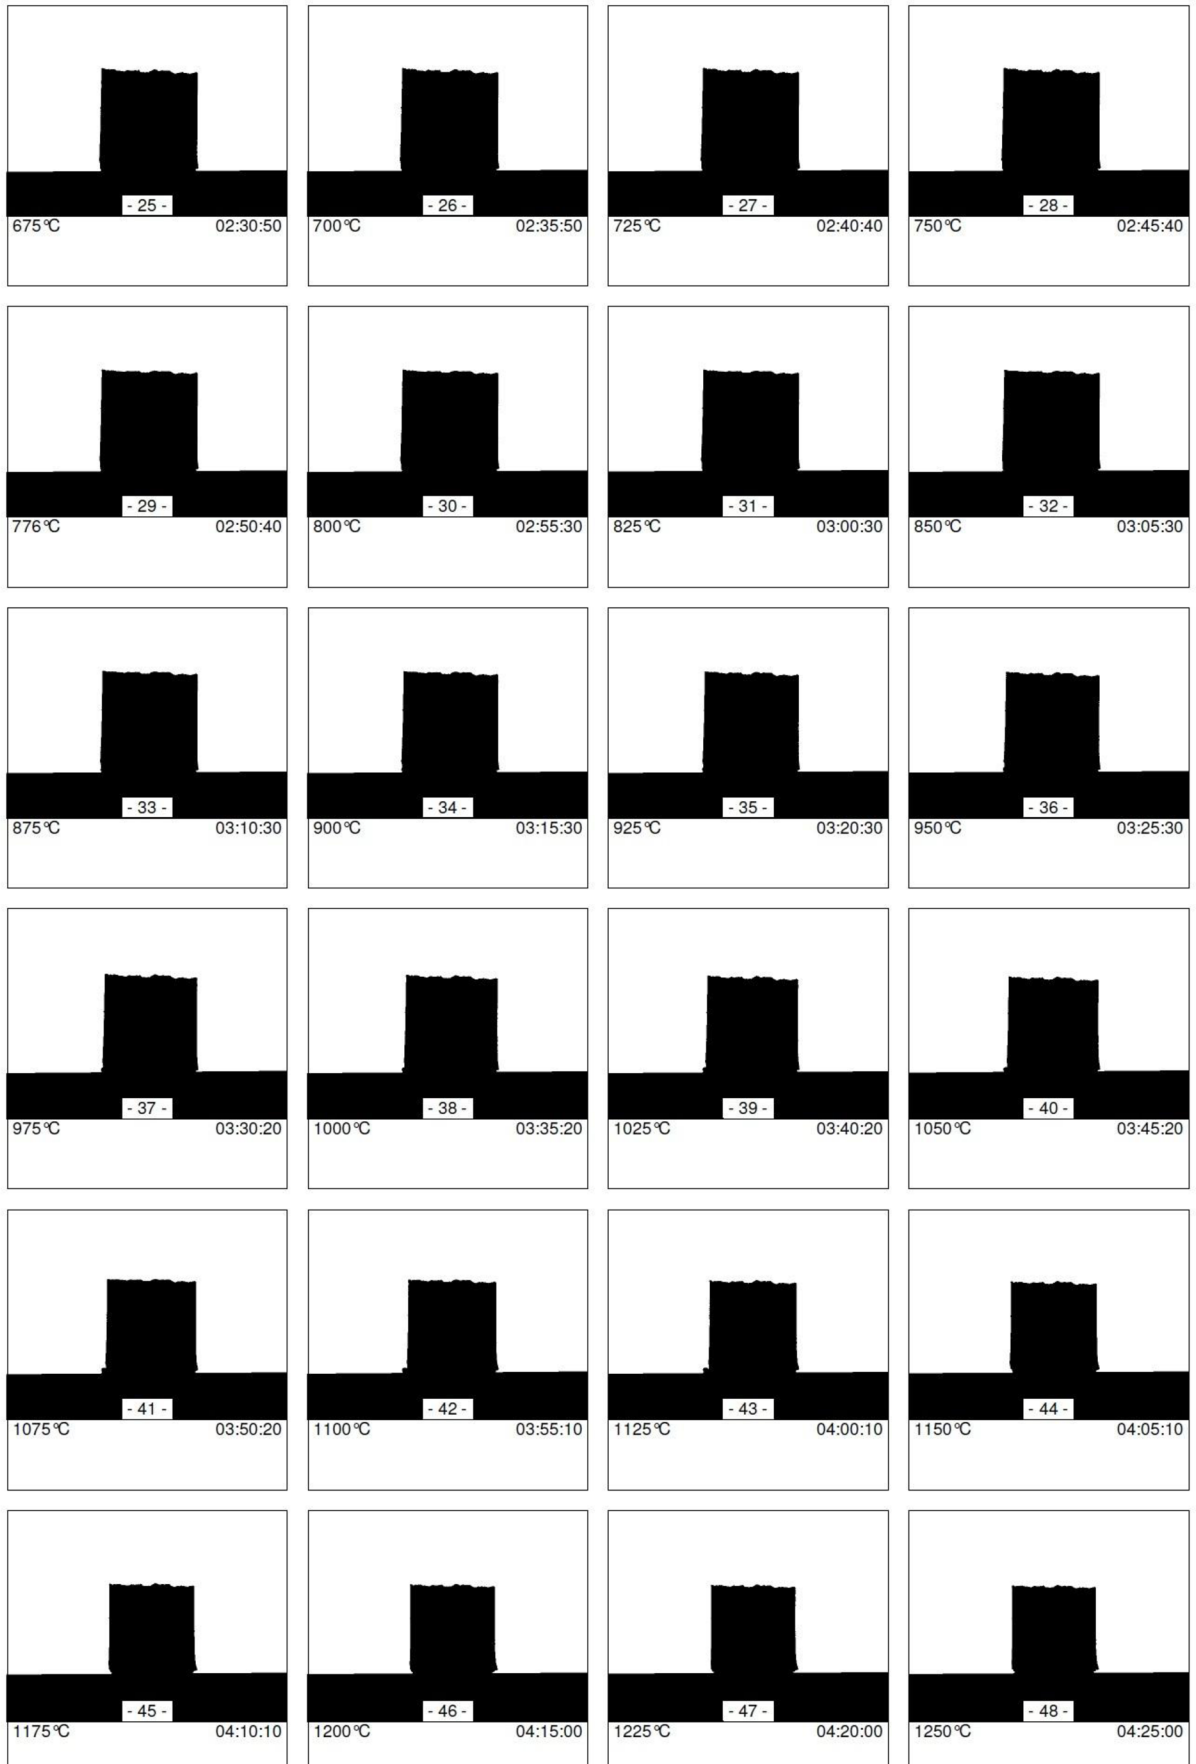 - 25 -
675°C 02:30:50
- 26 -
700°C 02:35:50
- 27 -
725°C 02:40:40
- 28 -
750°C 02:45:40
- 29 -
776°C 02:50:40
- 30 -
800°C 02:55:30
- 31 -
825°C 03:00:30
- 32 -
850°C 03:05:30
- 33 -
875°C 03:10:30
- 34 -
900°C 03:15:30
- 35 -
925°C 03:20:30
- 36 -
950°C 03:25:30
- 37 -
975°C 03:30:20
- 38 -
1000°C 03:35:20
- 39 -
1025°C 03:40:20
- 40 -
1050°C 03:45:20
- 41 -
1075°C 03:50:20
- 42 -
1100°C 03:55:10
- 43 -
1125°C 04:00:10
- 44 -
1150°C 04:05:10
- 45 -
1175°C 04:10:10
- 46 -
1200°C 04:15:00
- 47 -
1225°C 04:20:00
- 48 -
1250°C 04:25:00